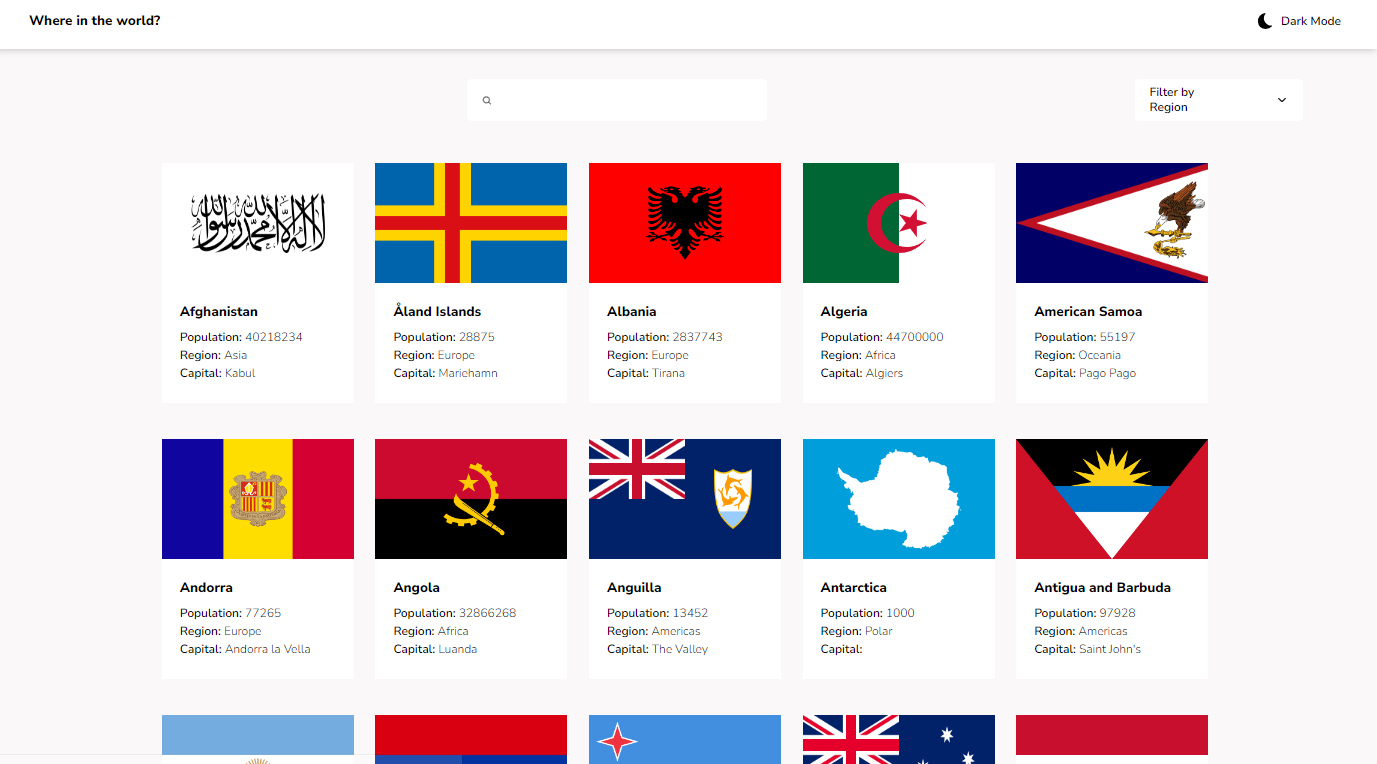 Where in the world?
Dark Mode
Filter by
Region
Afghanistan
Population: 40218234
Region: Asia
Capital: Kabul
Åland Islands
Population: 28875
Region: Europe
Capital: Mariehamn
Albania
Population: 2837743
Region: Europe
Capital: Tirana
Algeria
Population: 44700000
Region: Africa
Capital: Algiers
American Samoa
Population: 55197
Region: Oceania
Capital: Pago Pago
Andorra
Population: 77265
Region: Europe
Capital: Andorra la Vella
Angola
Population: 32866268
Region: Africa
Capital: Luanda
Anguilla
Population: 13452
Region: Americas
Capital: The Valley
Antarctica
Population: 1000
Region: Polar
Capital:
Antigua and Barbuda
Population: 97928
Region: Americas
Capital: Saint John's